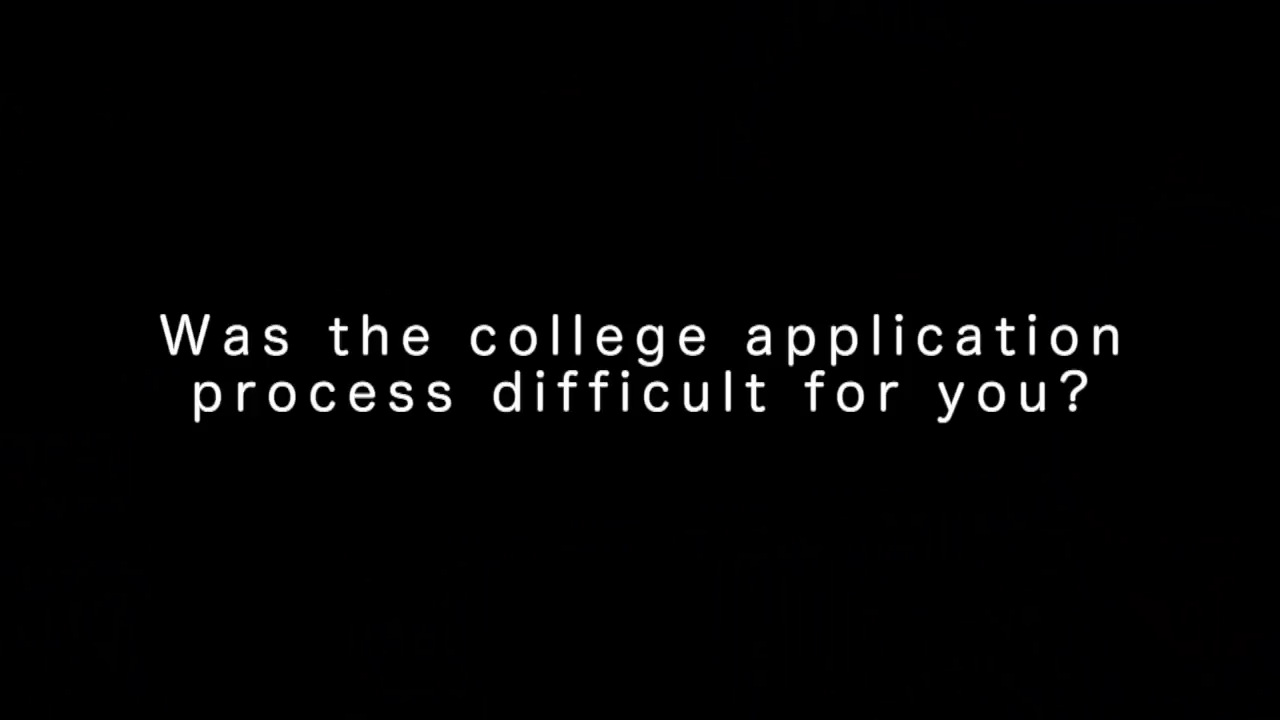 Was the college application
process difficult for you?